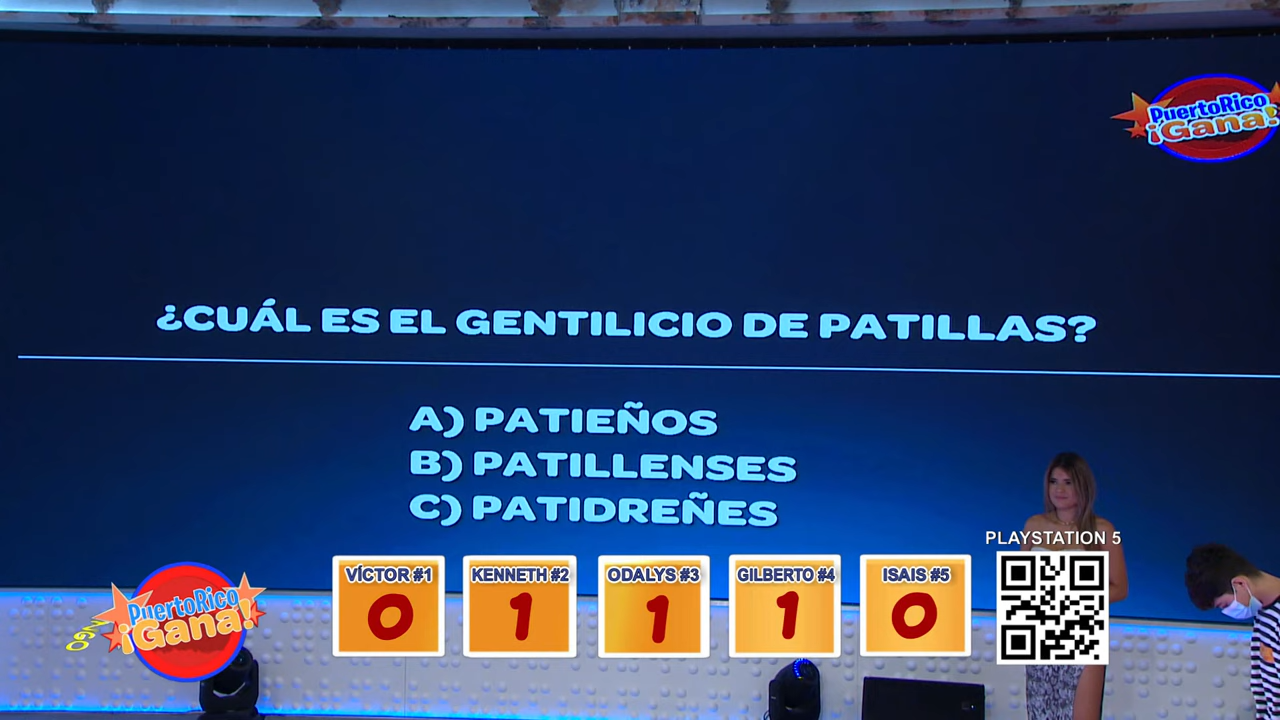 PuertoRico
¡Gana!
¿CUÁL ES EL GENTILICIO DE PATILLAS?
A) PATIEÑOS
B) PATILLENSES
C) PATIDREÑES
PLAYSTATION 5
VÍCTOR #1
0
KENNETH #2
1
ODALYS #3
1
GILBERTO #4
1
ISAIS #5
0
PuertoRico
¡Gana!